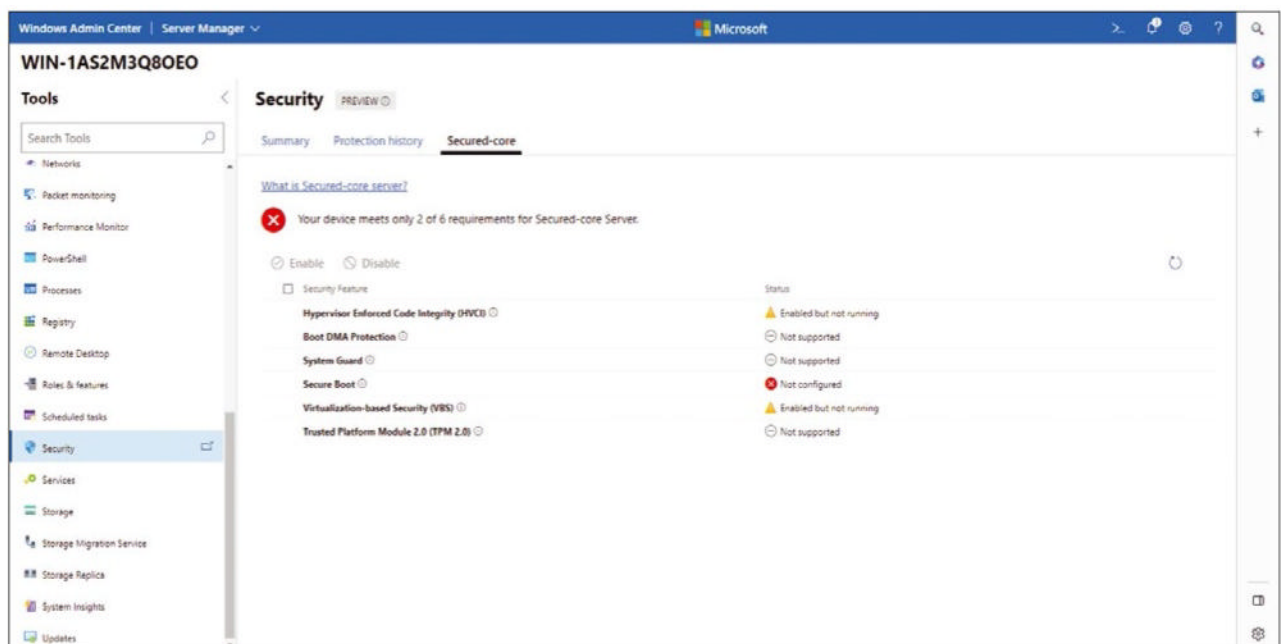 Windows Admin Center | Server Manager
Microsoft
WIN-1AS2M3Q8OEO
Tools
Search Tools
Networks
Packet monitoring
Performance Monitor
PowerShell
Processes
Registry
Remote Desktop
Roles & features
Scheduled tasks
Security
Services
Storage
Storage Migration Service
Storage Replica
System Insights
Updates
Security PREVIEW
Summary Protection history Secured-core
What is Secured-core server?
Your device meets only 2 of 6 requirements for Secured-core Server.
Enable Disable
Security Feature Status
Hypervisor Enforced Code Integrity (HVCI) Enabled but not running
Boot DMA Protection Not supported
System Guard Not supported
Secure Boot Not configured
Virtualization-based Security (VBS) Enabled but not running
Trusted Platform Module 2.0 (TPM 2.0) Not supported